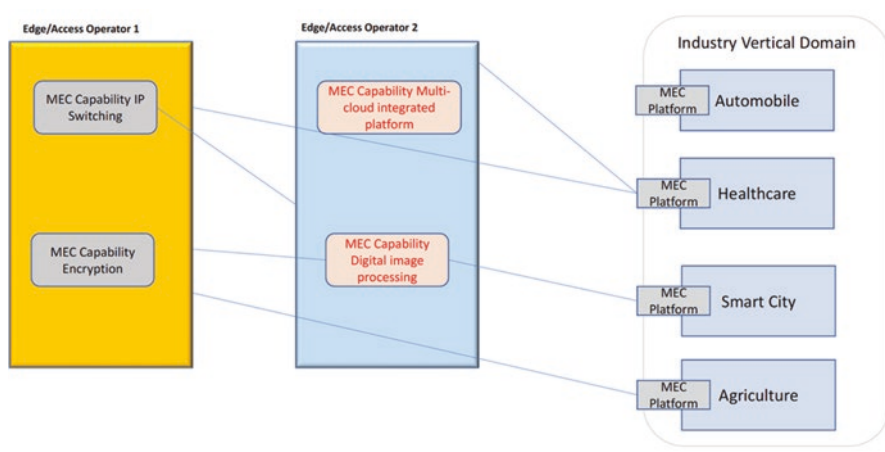 Edge/Access Operator 1
MEC Capability IP
Switching
MEC Capability
Encryption
Edge/Access Operator 2
MEC Capability Multi-
cloud integrated
platform
MEC Capability
Digital image
processing
Industry Vertical Domain
MEC
Platform
Automobile
MEC
Platform
Healthcare
MEC
Platform
Smart City
MEC
Platform
Agriculture